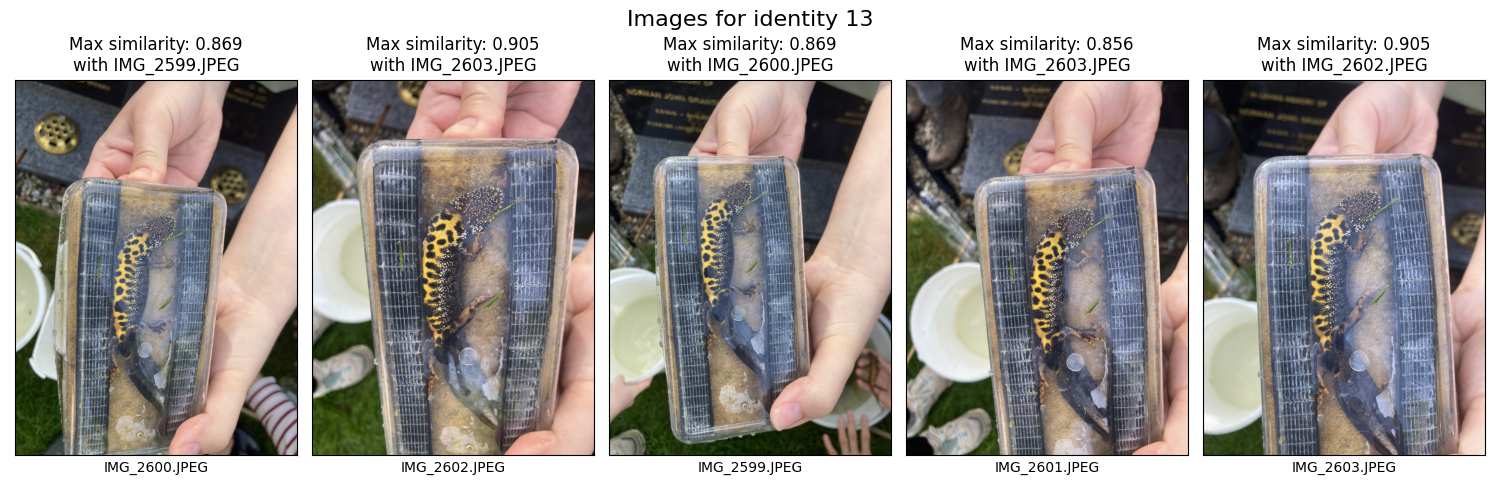 Images for identity 13
Max similarity: 0.869
with IMG_2599.JPEG
Max similarity: 0.905
with IMG_2603.JPEG
Max similarity: 0.869
with IMG_2600.JPEG
Max similarity: 0.856
with IMG_2603.JPEG
Max similarity: 0.905
with IMG_2602.JPEG
IMG_2600.JPEG
IMG_2602.JPEG
IMG_2599.JPEG
IMG_2601.JPEG
IMG_2603.JPEG